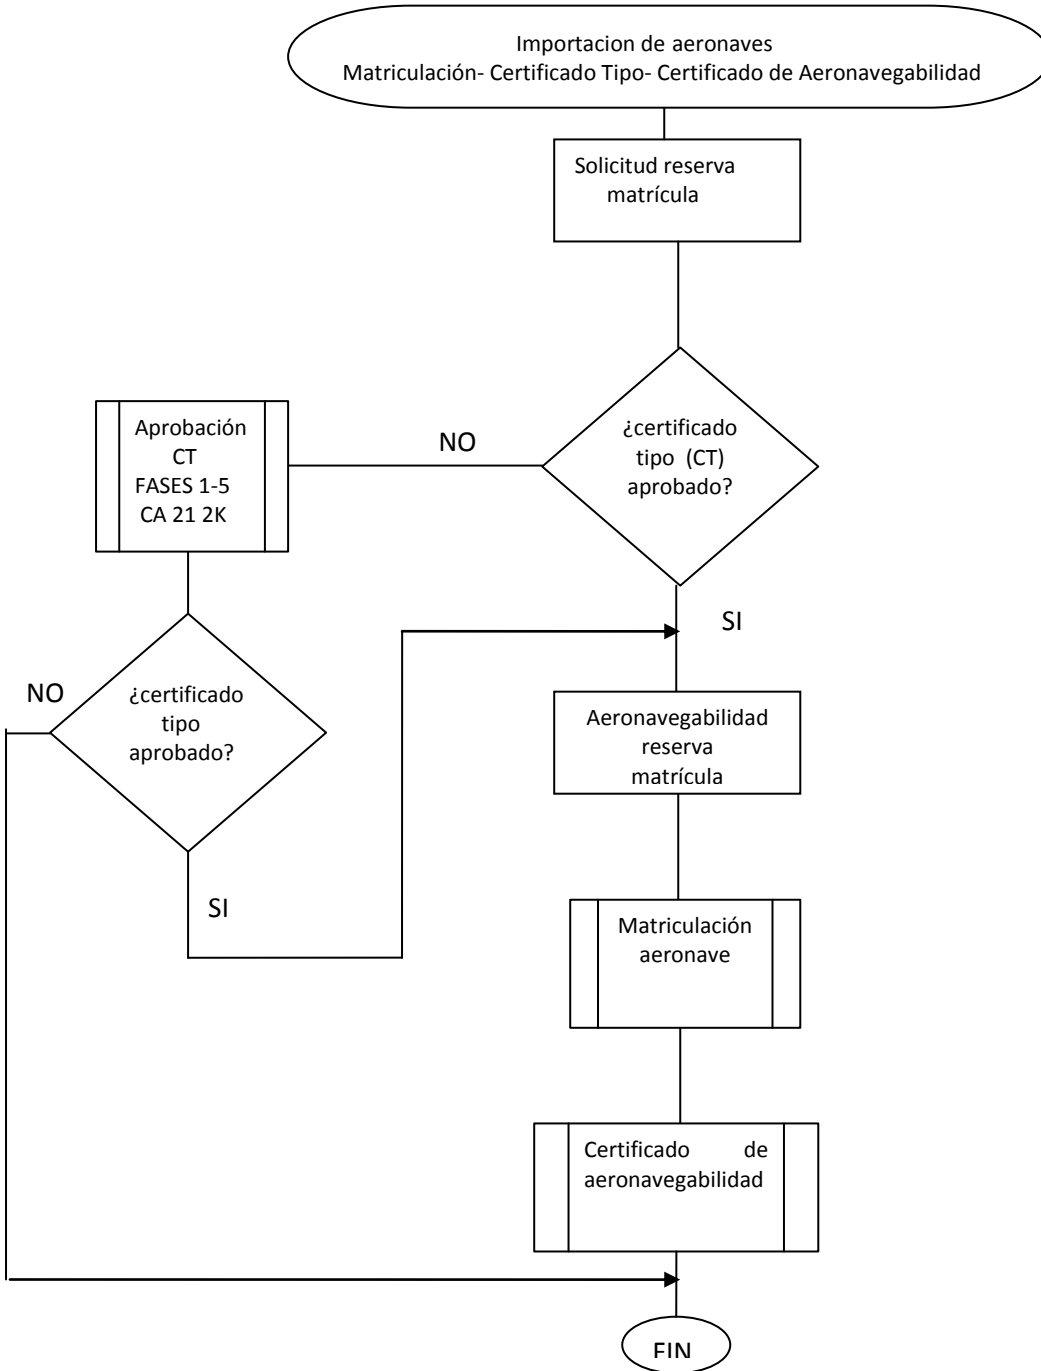 Importacion de aeronaves
Matriculación- Certificado Tipo- Certificado de Aeronavegabilidad
Solicitud reserva
matrícula
¿certificado
tipo (CT)
aprobado?
NO
Aprobación
CT
FASES 1-5
CA 21 2K
SI
NO
¿certificado
tipo
aprobado?
SI
Aeronavegabilidad
reserva
matrícula
Matriculación
aeronave
Certificado de
aeronavegabilidad
FIN